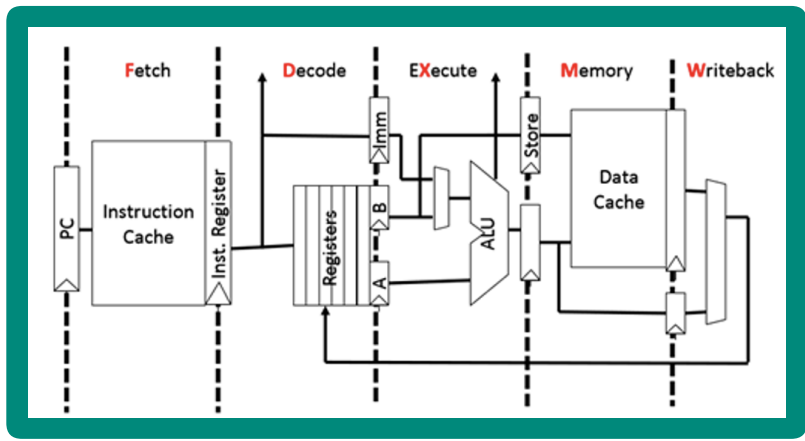 Fetch
Decode
EXecute
Memory
Writeback
PC
Instruction
Cache
Inst. Register
Registers
Imm
B
A
ALU
Store
Data
Cache